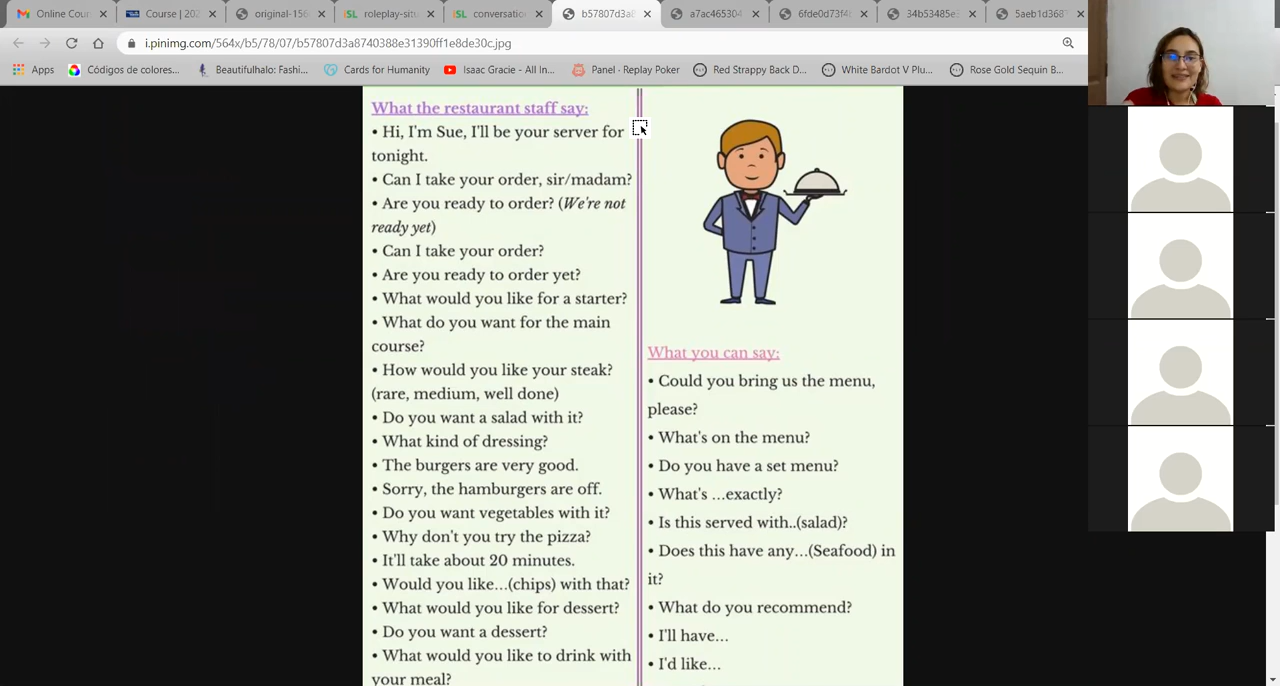 Online Cour
Course | 202
original-156
roleplay-situ
conversatio
b57807d3a8
a7ac465304
6fde0d73f4
34b53485e
5aeb1d3687
i.pinimg.com/564x/b5/78/07/b57807d3a8740388e31390ff1e8de30c.jpg
Apps
Códigos de colores...
Beautifulhalo: Fashi...
Cards for Humanity
Isaac Gracie - All In...
Panel · Replay Poker
Red Strappy Back D...
White Bardot V Plu...
Rose Gold Sequin B...
What the restaurant staff say:
• Hi, I'm Sue, I'll be your server for
tonight.
• Can I take your order, sir/madam?
• Are you ready to order? (We're not
ready yet)
• Can I take your order?
• Are you ready to order yet?
• What would you like for a starter?
• What do you want for the main
course?
• How would you like your steak?
(rare, medium, well done)
• Do you want a salad with it?
• What kind of dressing?
• The burgers are very good.
• Sorry, the hamburgers are off.
• Do you want vegetables with it?
• Why don't you try the pizza?
• It'll take about 20 minutes.
• Would you like...(chips) with that?
• What would you like for dessert?
• Do you want a dessert?
• What would you like to drink with
your meal?
What you can say:
• Could you bring us the menu,
please?
• What's on the menu?
• Do you have a set menu?
• What's ...exactly?
• Is this served with..(salad)?
• Does this have any...(Seafood) in
it?
• What do you recommend?
• I'll have...
• I'd like...